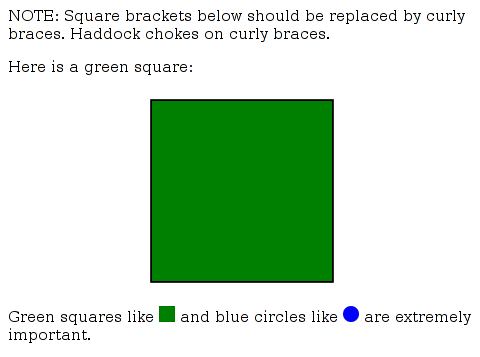 NOTE: Square brackets below should be replaced by curly
braces. Haddock chokes on curly braces.
Here is a green square:
Green squares like and blue circles like are extremely
important.